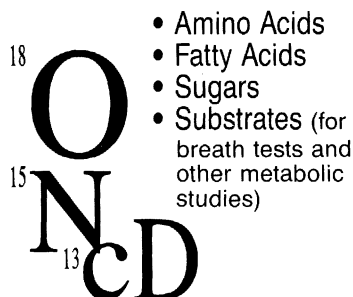 • Amino Acids
18 O
• Fatty Acids
• Sugars
• Substrates (for
breath tests and
other metabolic
studies)
15 N
13 C D